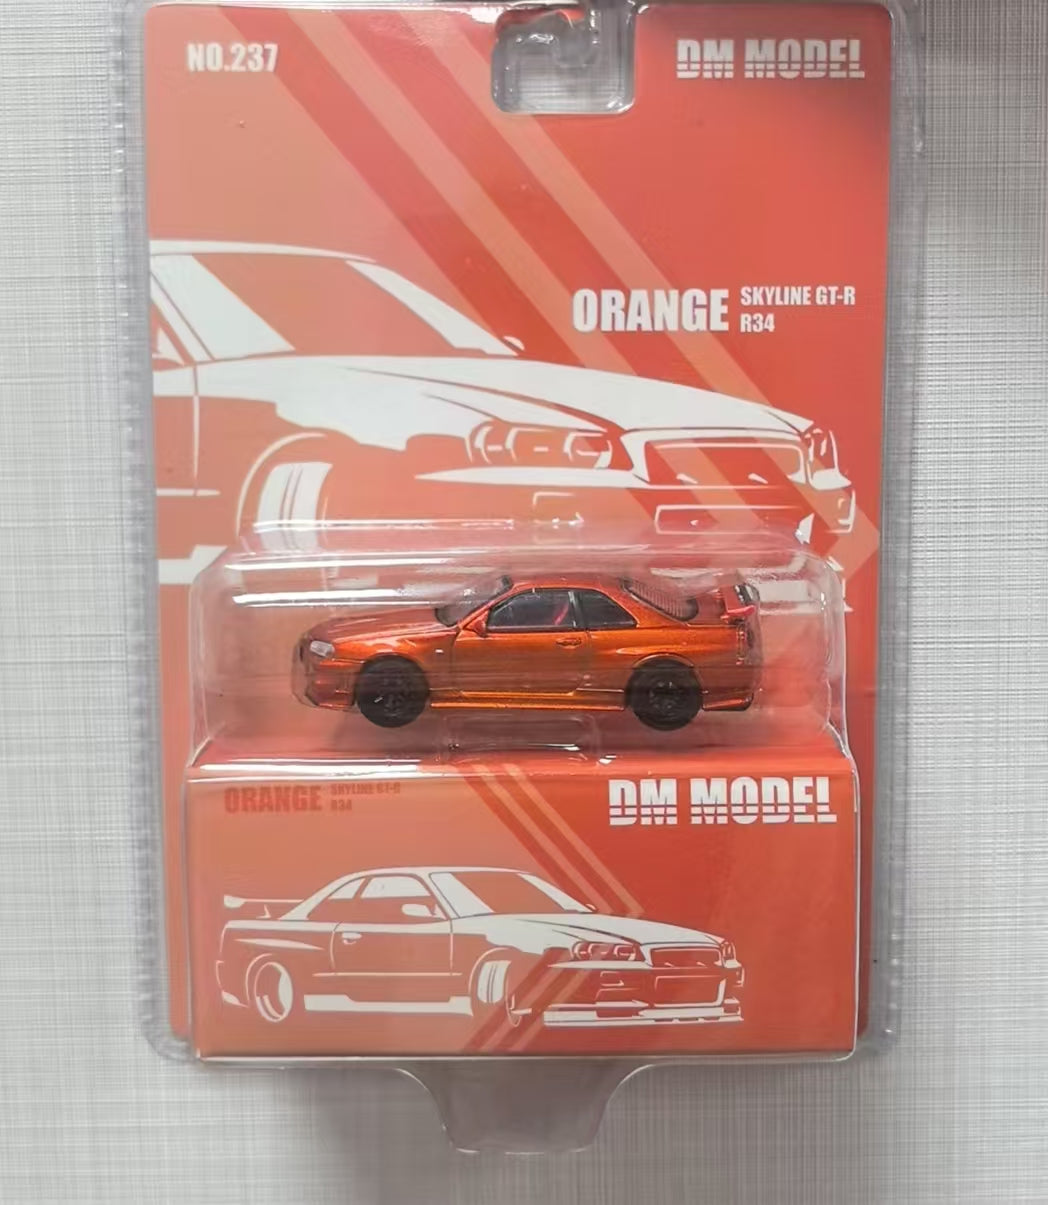 NO.237
DM MODEL
ORANGE
SKYLINE GT-R
R34
ORANGE
SKYLINE GT-R
R34
DM MODEL